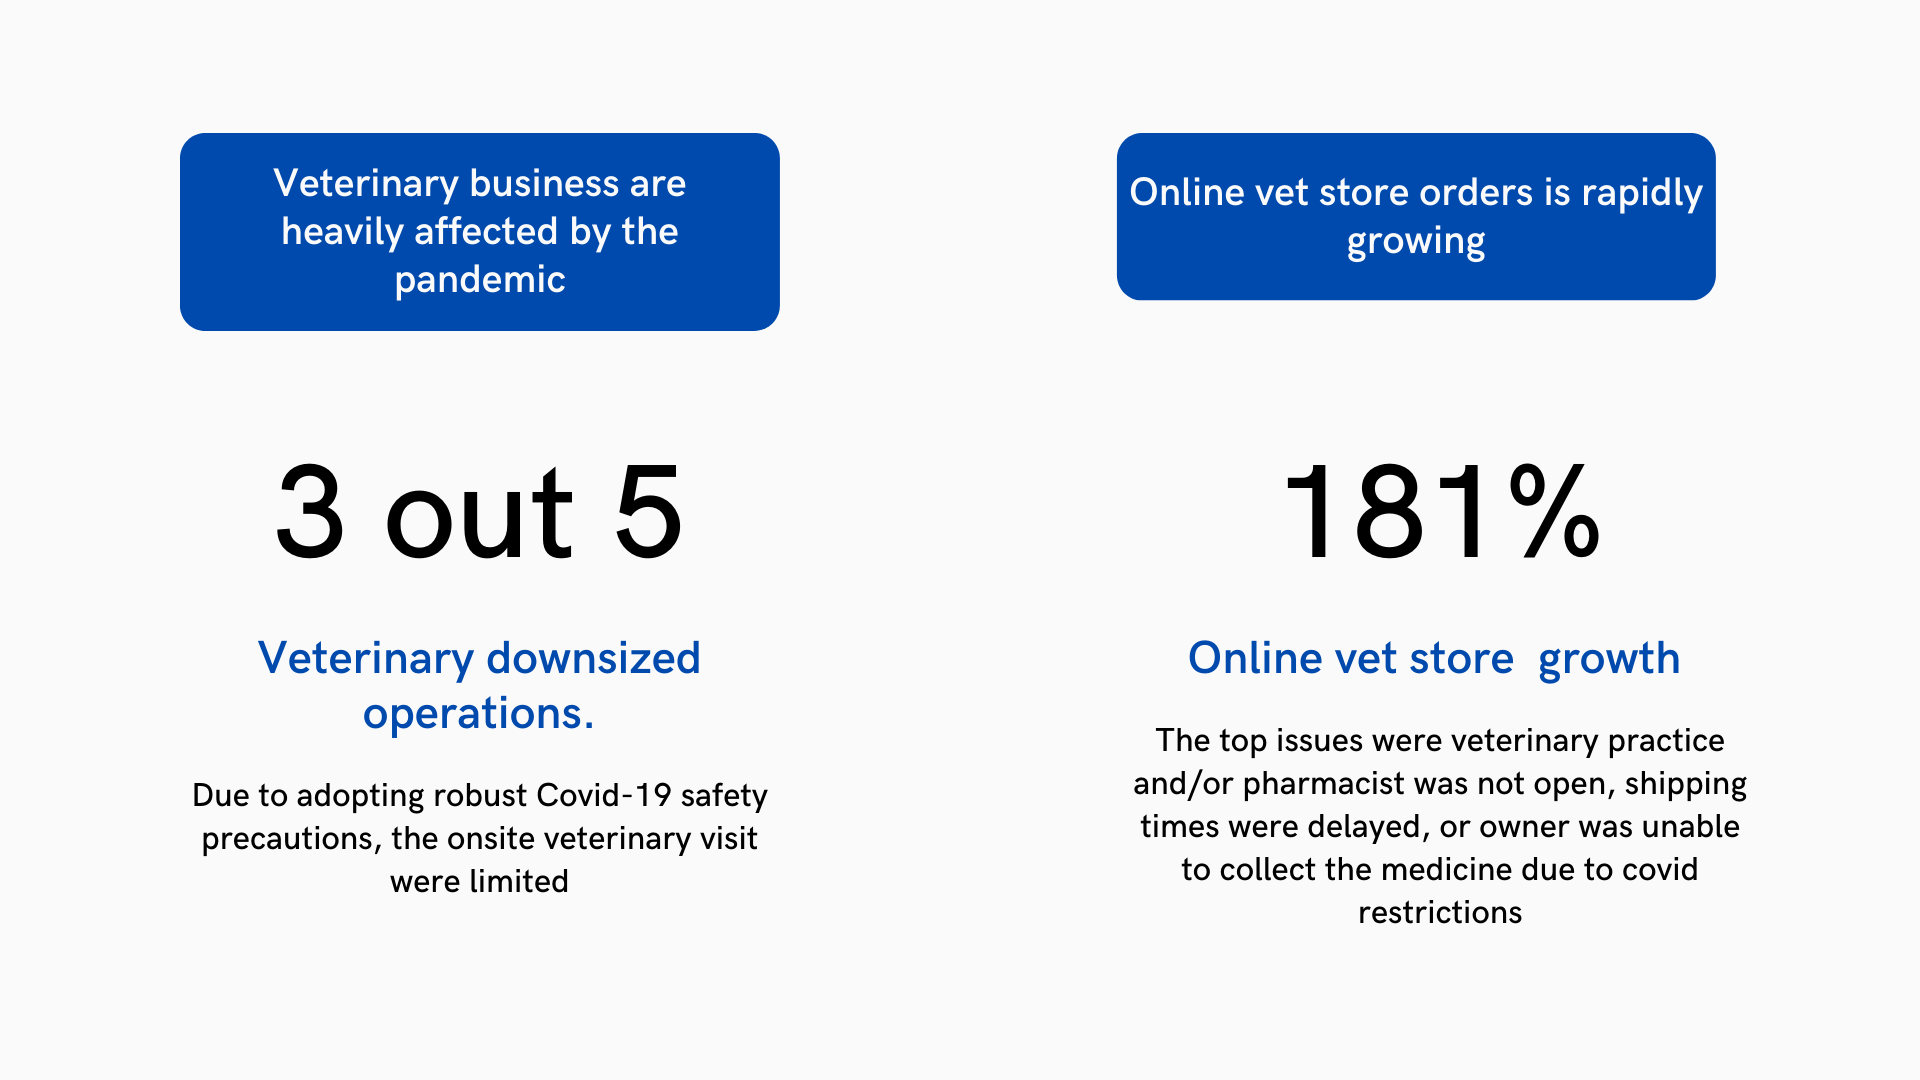 Veterinary business are
heavily affected by the
pandemic
3 out 5
Veterinary downsized
operations.
Due to adopting robust Covid-19 safety
precautions, the onsite veterinary visit
were limited
Online vet store orders is rapidly
growing
181%
Online vet store  growth
The top issues were veterinary practice
and/or pharmacist was not open, shipping
times were delayed, or owner was unable
to collect the medicine due to covid
restrictions